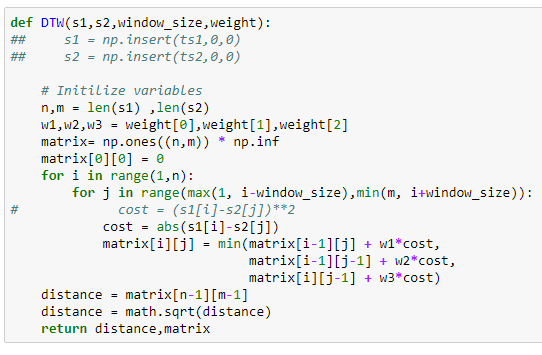 def DTW(s1,s2,window_size,weight):
##     s1 = np.insert(ts1,0,0)
##     s2 = np.insert(ts2,0,0)
    # Initilize variables
    n,m = len(s1) ,len(s2)
    w1,w2,w3 = weight[0],weight[1],weight[2]
    matrix= np.ones((n,m)) * np.inf
    matrix[0][0] = 0
    for i in range(1,n):
        for j in range(max(1, i-window_size),min(m, i+window_size)):
#             cost = (s1[i]-s2[j])**2
            cost = abs(s1[i]-s2[j])
            matrix[i][j] = min(matrix[i-1][j] + w1*cost,
                               matrix[i-1][j-1] + w2*cost,
                               matrix[i][j-1] + w3*cost)
    distance = matrix[n-1][m-1]
    distance = math.sqrt(distance)
    return distance,matrix